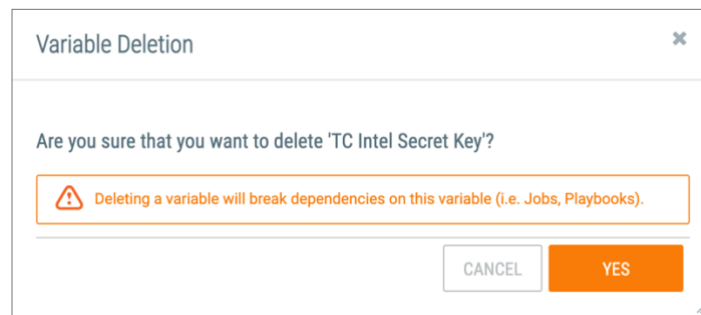 Variable Deletion
Are you sure that you want to delete 'TC Intel Secret Key'?
Deleting a variable will break dependencies on this variable (i.e. Jobs, Playbooks).
CANCEL
YES